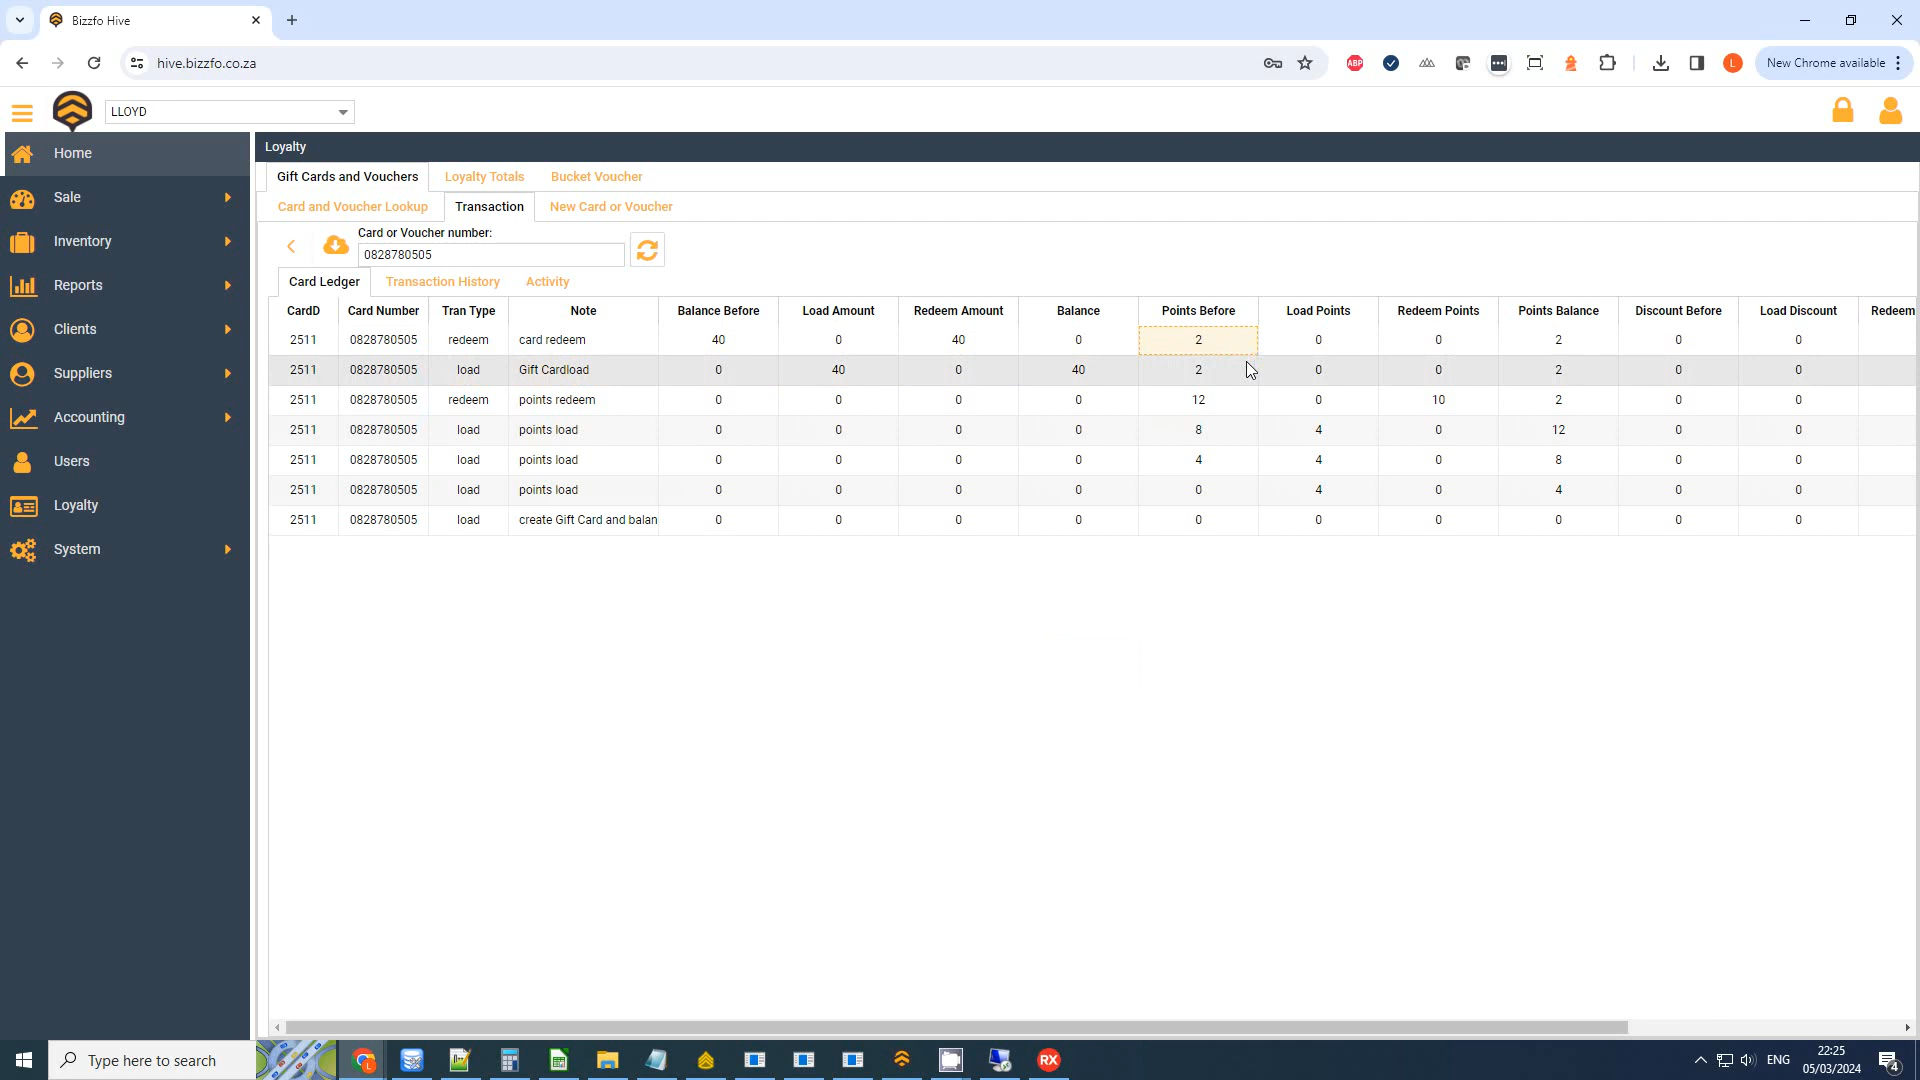 Bizzfo Hive
hive.bizzfo.co.za
ABP
L
New Chrome available
LLOYD
Home
Sale
Inventory
Reports
Clients
Suppliers
Accounting
Users
Loyalty
System
Loyalty
Gift Cards and Vouchers Loyalty Totals Bucket Voucher
Card and Voucher Lookup Transaction New Card or Voucher
Card or Voucher number:
0828780505
Card Ledger Transaction History Activity
CardD Card Number Tran Type Note Balance Before Load Amount Redeem Amount Balance Points Before Load Points Redeem Points Points Balance Discount Before Load Discount Redeem
2511 0828780505 redeem card redeem 40 0 40 0 2 0 0 2 0 0
2511 0828780505 load Gift Cardload 0 40 0 40 2 0 0 2 0 0
2511 0828780505 redeem points redeem 0 0 0 0 12 0 10 2 0 0
2511 0828780505 load points load 0 0 0 0 8 4 0 12 0 0
2511 0828780505 load points load 0 0 0 0 4 4 0 8 0 0
2511 0828780505 load points load 0 0 0 0 0 4 0 4 0 0
2511 0828780505 load create Gift Card and balan 0 0 0 0 0 0 0 0 0 0
Type here to search
L
RX
ENG
22:25
05/03/2024
4